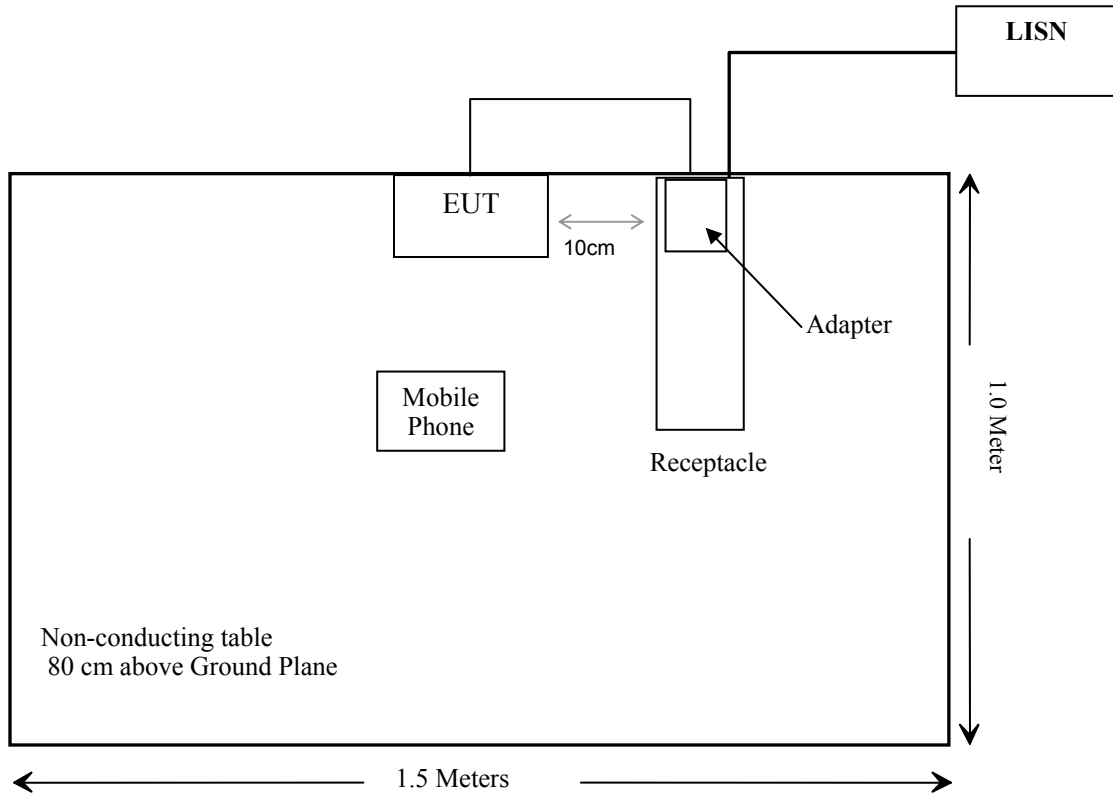 LISN
EUT
10cm
Adapter
Mobile
Phone
Receptacle
1.0 Meter
Non-conducting table
80 cm above Ground Plane
1.5 Meters